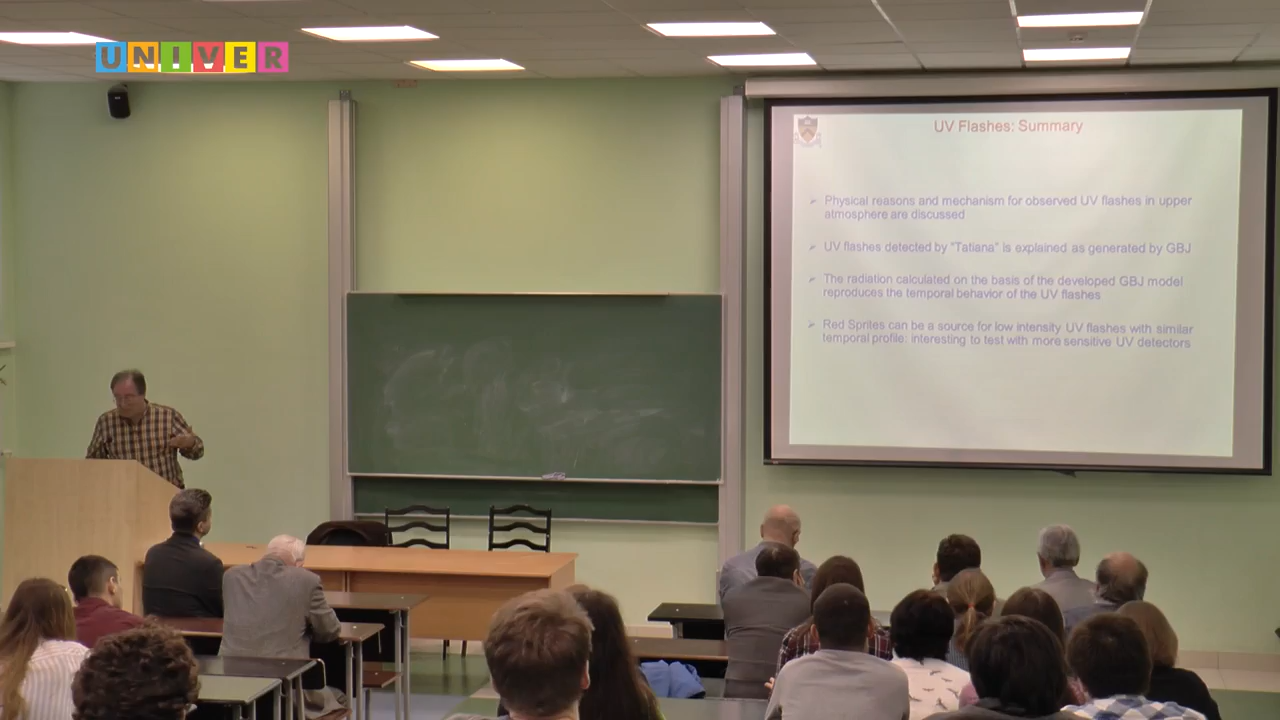 UNIVER
UV Flashes: Summary
Physical reasons and mechanism for observed UV flashes in upper
atmosphere are discussed
UV flashes detected by "Tatiana" is explained as generated by GBJ
The radiation calculated on the basis of the developed GBJ model
reproduces the temporal behavior of the UV flashes
Red Sprites can be a source for low intensity UV flashes with similar
temporal profile: interesting to test with more sensitive UV detectors